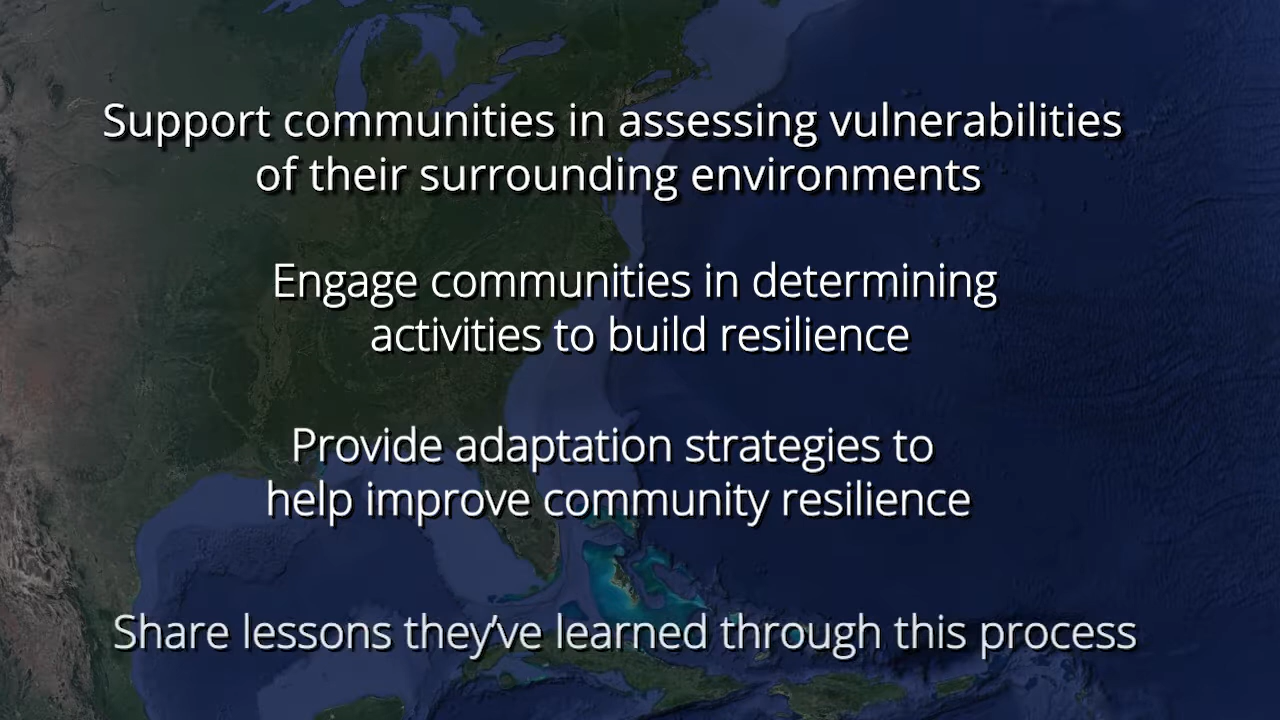 Support communities in assessing vulnerabilities
of their surrounding environments
Engage communities in determining
activities to build resilience
Provide adaptation strategies to
help improve community resilience
Share lessons they’ve learned through this process